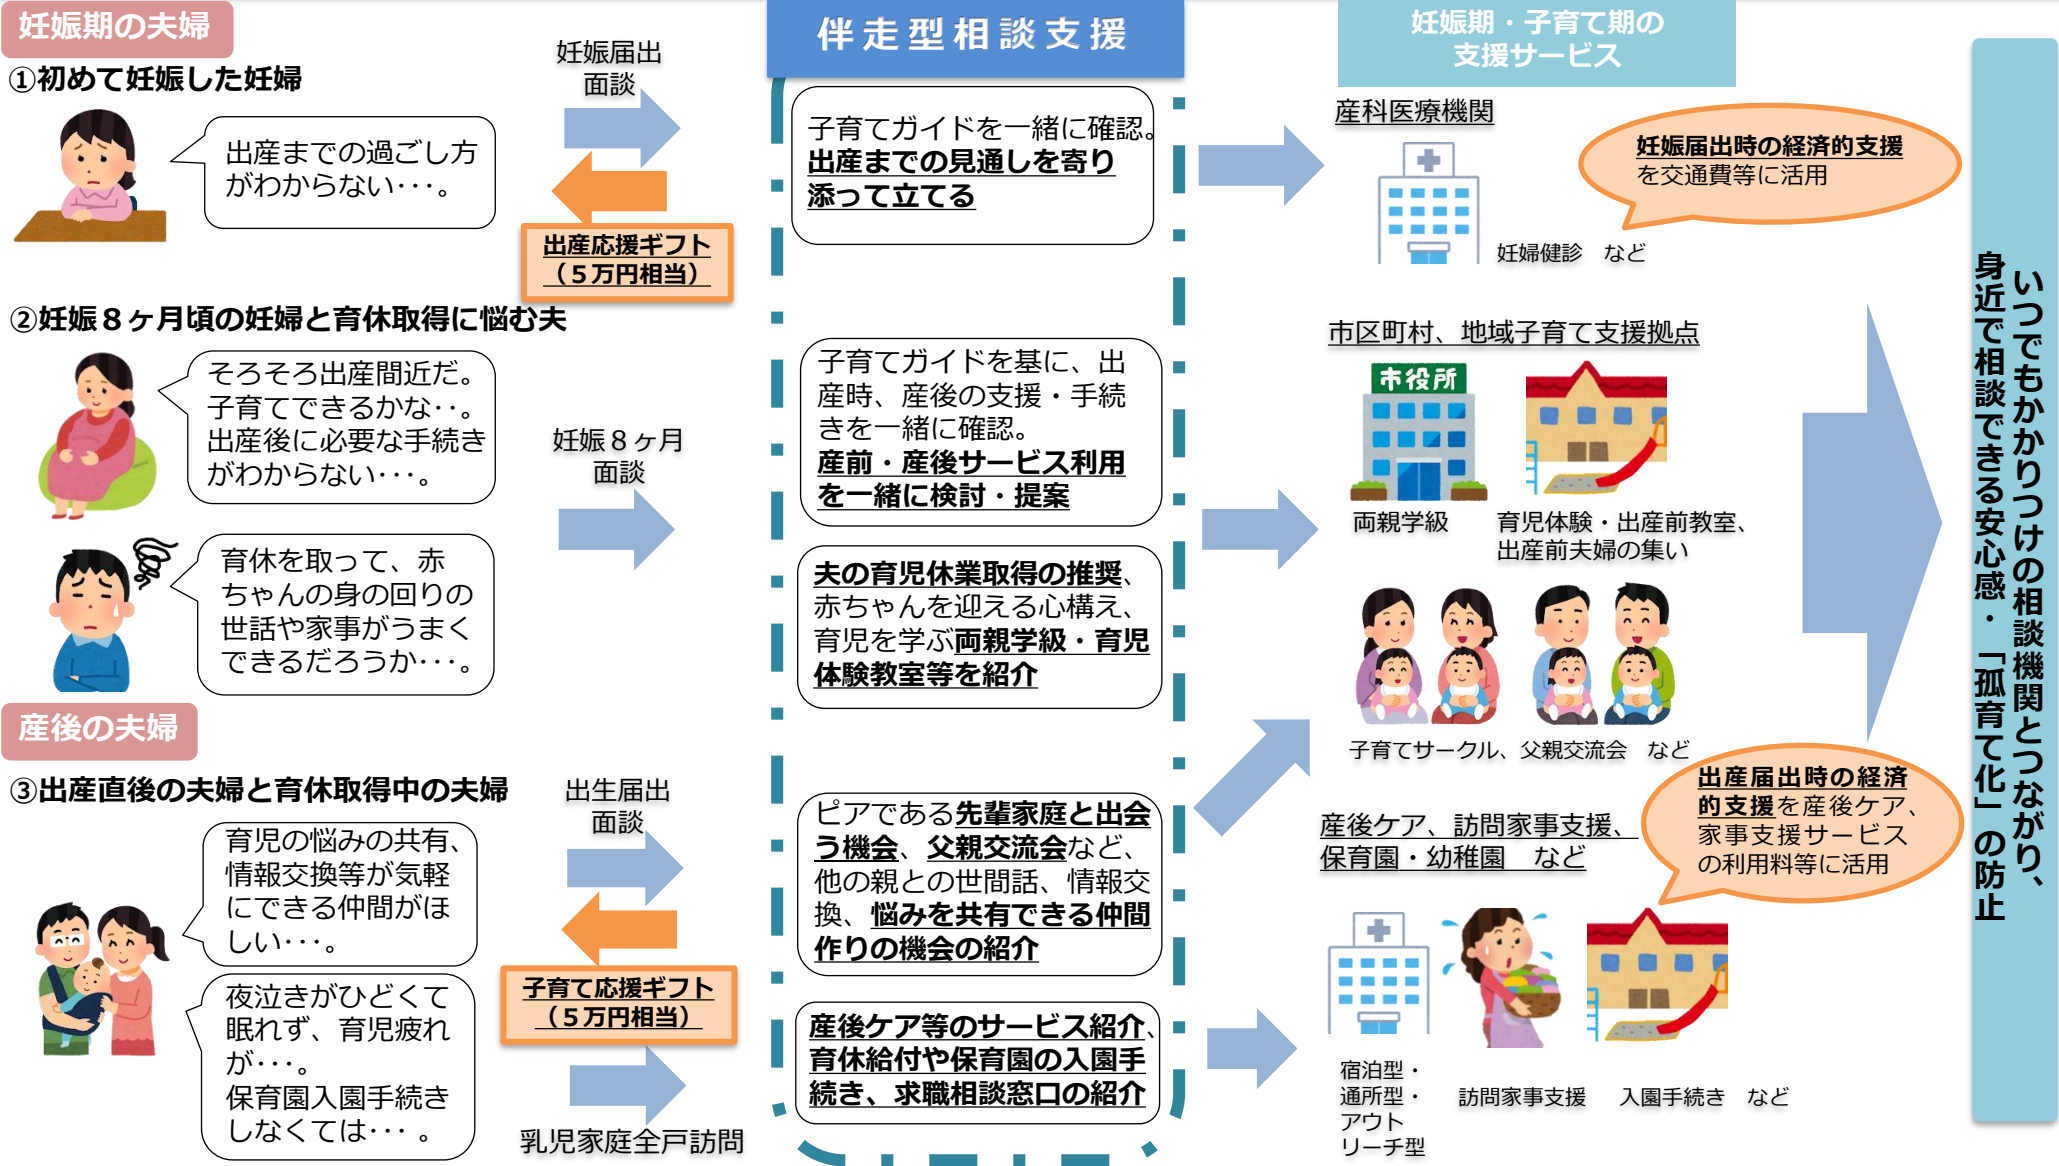 妊娠期の夫婦
①初めて妊娠した妊婦
出産までの過ごし方
がわからない･･･。
妊娠届出
面談
出産応援ギフト
（５万円相当）
②妊娠８ヶ月頃の妊婦と育休取得に悩む夫
そろそろ出産間近だ。
子育てできるかな･･。
出産後に必要な手続き
がわからない･･･。
育休を取って、赤
ちゃんの身の回りの
世話や家事がうまく
できるだろうか･･･。
妊娠８ヶ月
面談
産後の夫婦
③出産直後の夫婦と育休取得中の夫婦
育児の悩みの共有、
情報交換等が気軽
にできる仲間がほ
しい･･･。
夜泣きがひどくて
眠れず、育児疲れ
が･･･。
保育園入園手続き
しなくては･･･ 。
出生届出
面談
子育て応援ギフト
（５万円相当）
乳児家庭全戸訪問
伴走型相談支援
子育てガイドを一緒に確認。
出産までの見通しを寄り
添って立てる
子育てガイドを基に、出
産時、産後の支援・手続
きを一緒に確認。
産前・産後サービス利用
を一緒に検討・提案
夫の育児休業取得の推奨、
赤ちゃんを迎える心構え、
育児を学ぶ両親学級・育児
体験教室等を紹介
ピアである先輩家庭と出会
う機会、父親交流会など、
他の親との世間話、情報交
換、悩みを共有できる仲間
作りの機会の紹介
産後ケア等のサービス紹介、
育休給付や保育園の入園手
続き、求職相談窓口の紹介
妊娠期・子育て期の
支援サービス
産科医療機関
妊婦健診　など
妊娠届出時の経済的支援
を交通費等に活用
市区町村、地域子育て支援拠点
市役所
両親学級
育児体験・出産前教室、
出産前夫婦の集い
子育てサークル、父親交流会　など
出産届出時の経済
的支援を産後ケア、
家事支援サービス
の利用料等に活用
産後ケア、訪問家事支援、
保育園・幼稚園　など
宿泊型・
通所型・
アウト
リーチ型
訪問家事支援
入園手続き　など
いつでもかかりつけの相談機関とつながり、
身近で相談できる安心感・「孤育て化」の防止